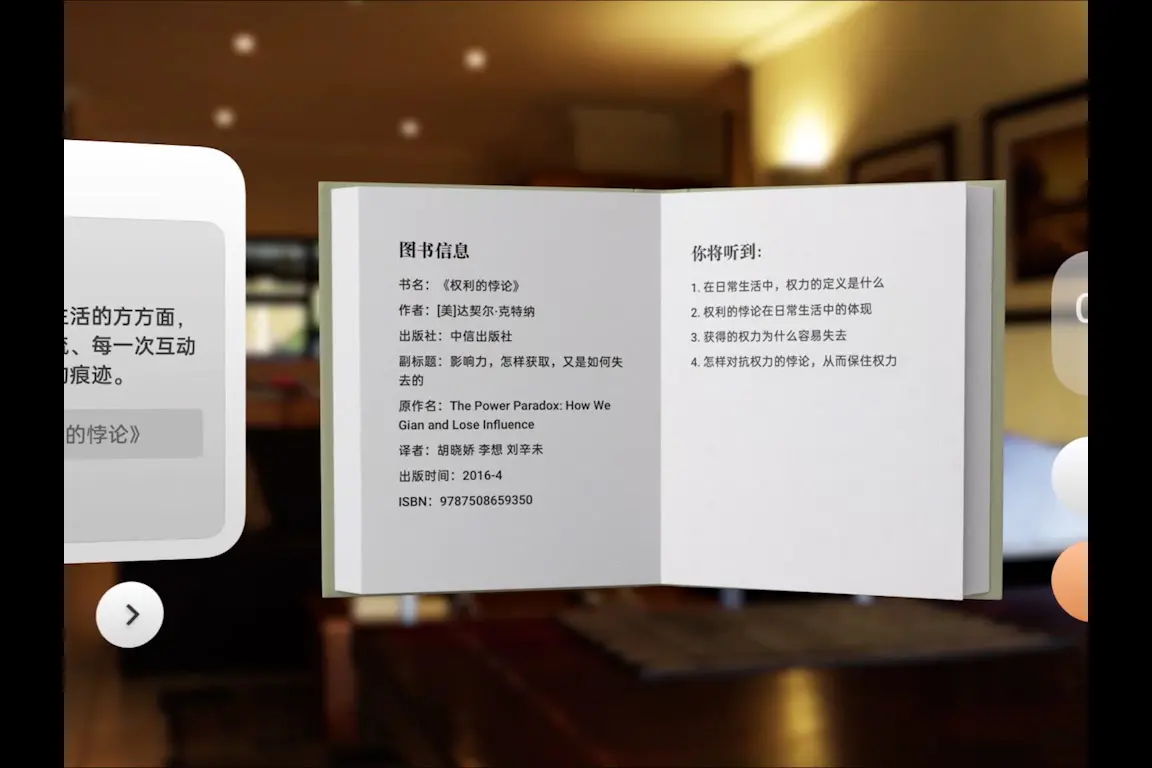 生活的方方面，
、每一次互动
痕迹。
的悖论》
图书信息
书名：《权利的悖论》
作者：[美]达契尔·克特纳
出版社：中信出版社
副标题：影响力，怎样获取，又是如何失
去的
原作名：The Power Paradox: How We
Gian and Lose Influence
译者：胡晓娇 李想 刘辛未
出版时间：2016-4
ISBN：9787508659350
你将听到：
1. 在日常生活中，权力的定义是什么
2. 权利的悖论在日常生活中的体现
3. 获得的权力为什么容易失去
4. 怎样对抗权力的悖论，从而保住权力